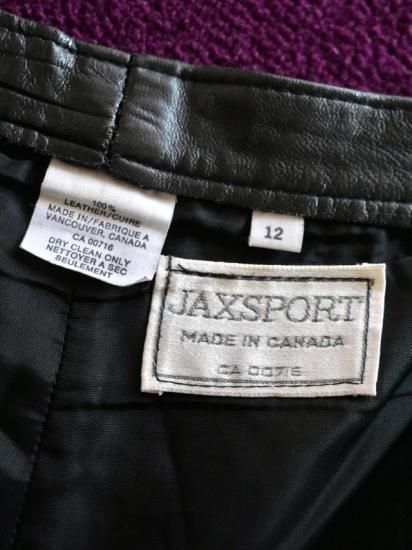 100%
LEATHER/CUIRE
MADE IN/FABRIQUE A
VANCOUVER, CANADA
CA 00716
DRY CLEAN ONLY
NETTOVER A SEC
SEULEMENT
12
JAXSPORT
MADE IN CANADA
CA 00716